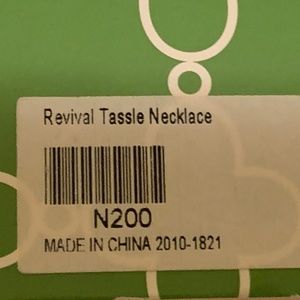 Revival Tassle Necklace
N200
MADE IN CHINA 2010-1821